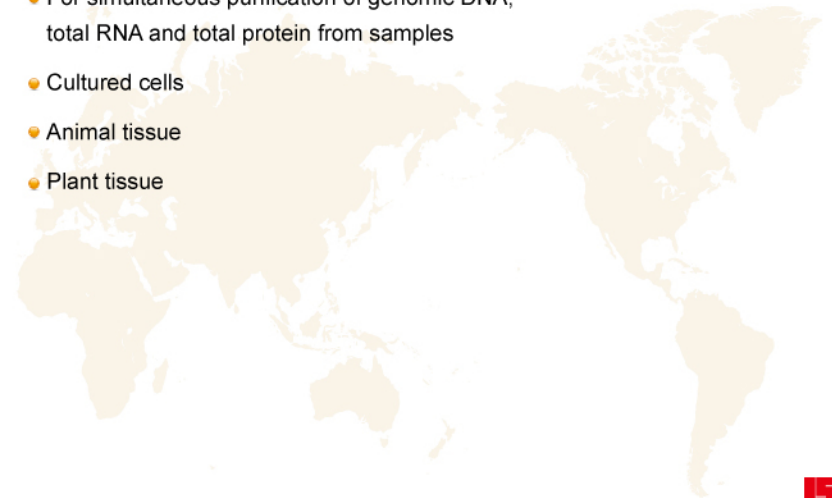 For simultaneous purification of genomic DNA,
total RNA and total protein from samples
Cultured cells
Animal tissue
Plant tissue